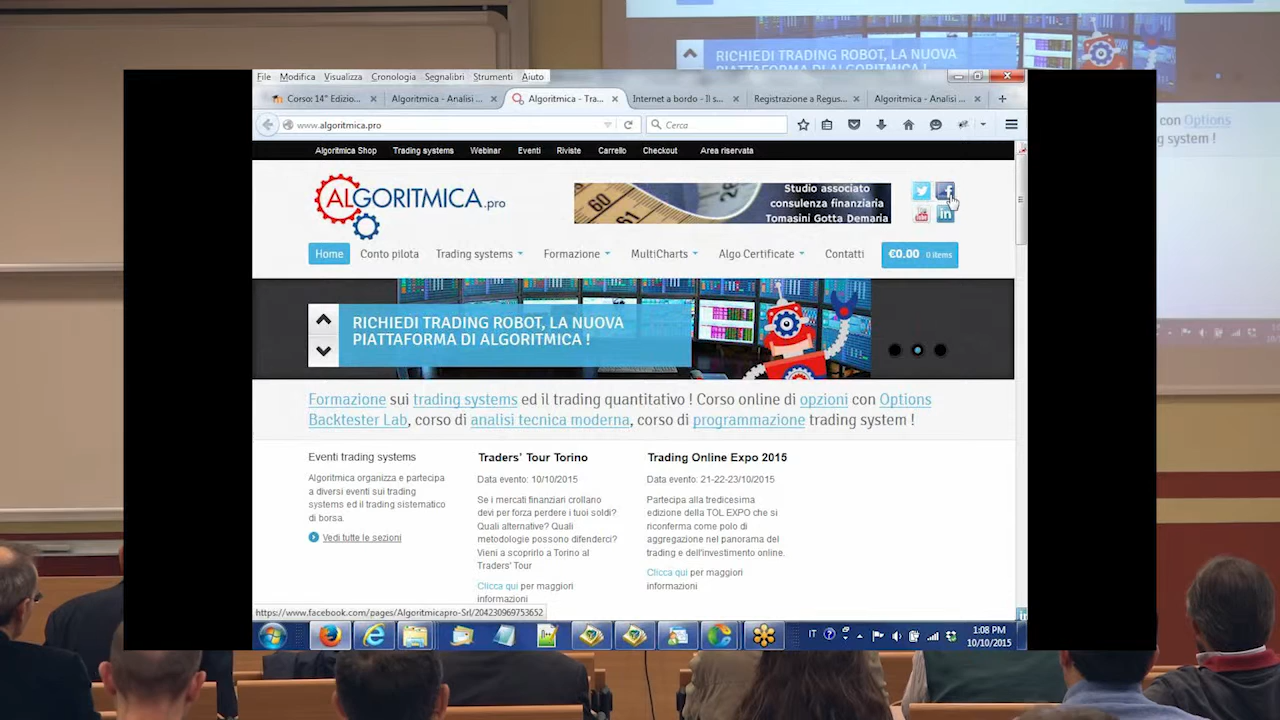 RICHIEDI TRADING ROBOT, LA NUOVA
PIATTAFORMA DI ALGORITMICA !
con Options
g system !
File Modifica Visualizza Cronologia Segnalibri Strumenti Aiuto
Corso: 14° Edizio...
Algoritmica - Analisi ...
Algoritmica - Tra...
Internet a bordo - Il s...
Registrazione a Regus...
Algoritmica - Analisi ...
www.algoritmica.pro
Cerca
Algoritmica Shop Trading systems Webinar Eventi Riviste Carrello Checkout Area riservata
ALGORITMICA.pro
60
Studio associato
consulenza finanziaria
Tomasini Gotta Demaria
You Tube
in
Home Conto pilota Trading systems Formazione MultiCharts Algo Certificate Contatti €0.00 0 items
RICHIEDI TRADING ROBOT, LA NUOVA
PIATTAFORMA DI ALGORITMICA !
Formazione sui trading systems ed il trading quantitativo ! Corso online di opzioni con Options
Backtester Lab, corso di analisi tecnica moderna, corso di programmazione trading system !
Eventi trading systems
Algoritmica organizza e partecipa
a diversi eventi sui trading
systems ed il trading sistematico
di borsa.
Vedi tutte le sezioni
Traders' Tour Torino
Data evento: 10/10/2015
Se i mercati finanziari crollano
devi per forza perdere i tuoi soldi?
Quali alternative? Quali
metodologie possono difenderci?
Vieni a scoprirlo a Torino al
Traders' Tour
Clicca qui per maggiori
informazioni
Trading Online Expo 2015
Data evento: 21-22-23/10/2015
Partecipa alla tredicesima
edizione della TOL EXPO che si
riconferma come polo di
aggregazione nel panorama del
trading e dell'investimento online.
Clicca qui per maggiori
informazioni
https://www.facebook.com/pages/Algoritmicapro-Srl/204230969753652
IT
1:08 PM
10/10/2015